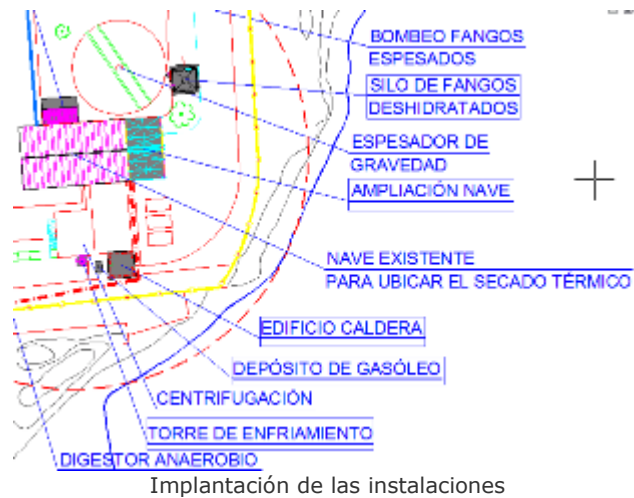 BOMBEO FANGOS
ESPESADOS
SILO DE FANGOS
DESHIDRATADOS
ESPESADOR DE
GRAVEDAD
AMPLIACIÓN NAVE
NAVE EXISTENTE
PARA UBICAR EL SECADO TÉRMICO
EDIFICIO CALDERA
DEPÓSITO DE GASÓLEO
CENTRIFUGACIÓN
TORRE DE ENFRIAMIENTO
DIGESTOR ANAEROBIO
Implantación de las instalaciones